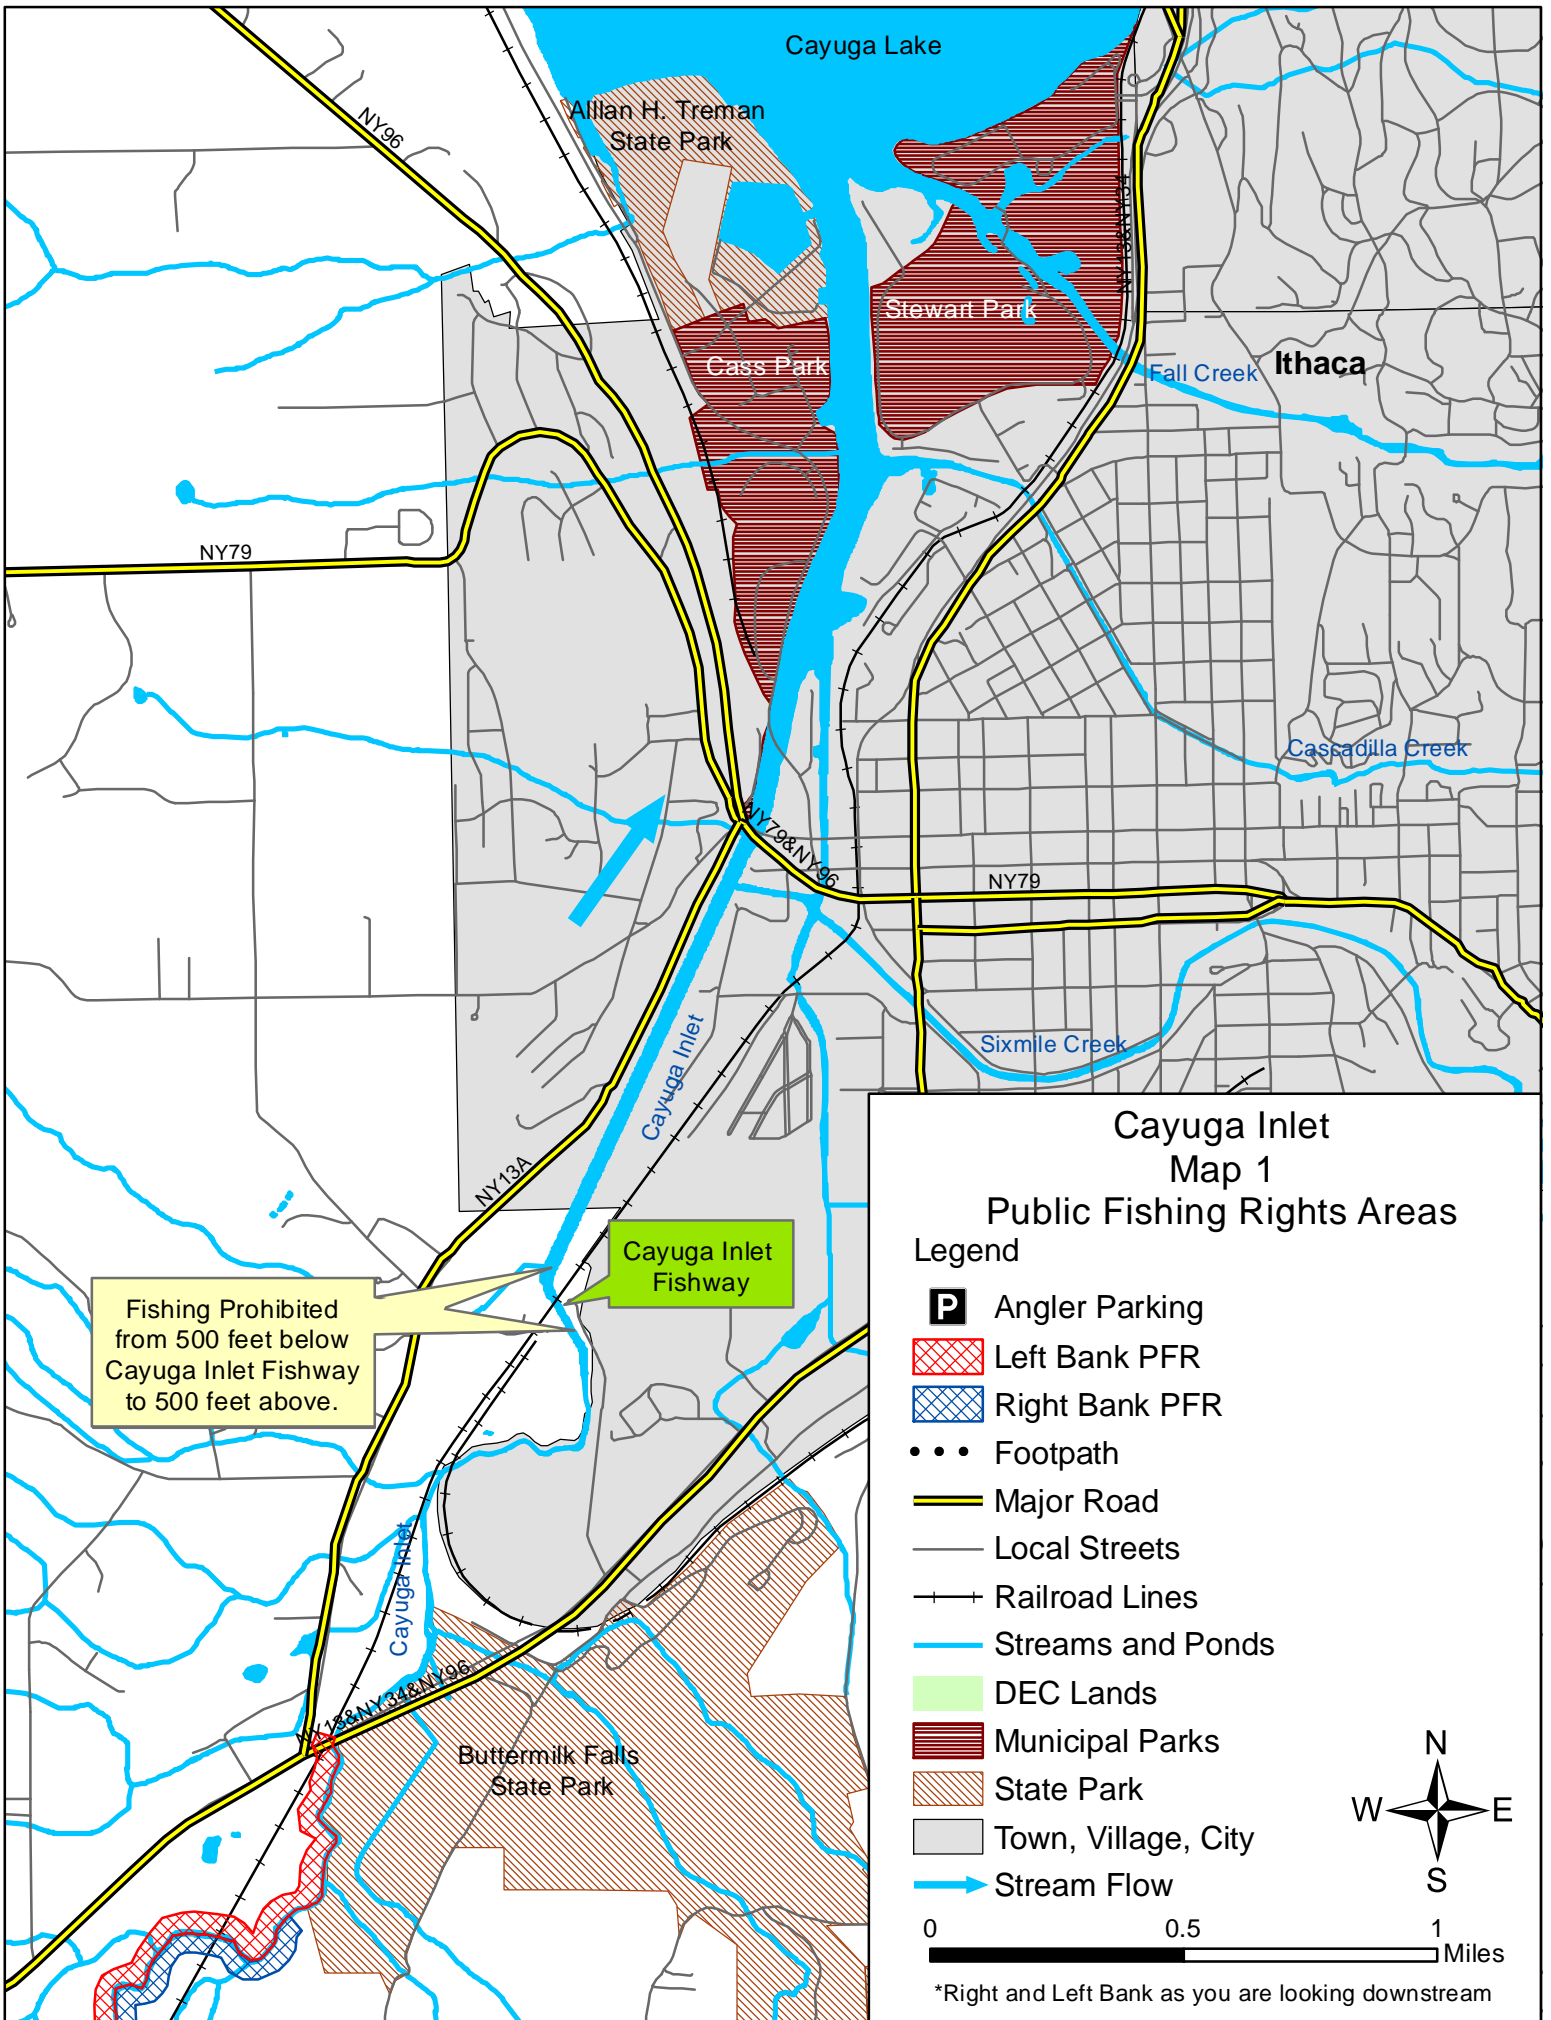 Cayuga Lake
Alllan H. Treman
State Park
NY96
NY13&NY34
Stewart Park
Cass Park
Fall Creek
Ithaca
NY79
Cascadilla Creek
NY79&NY96
NY79
Cayuga Inlet
Sixmile Creek
NY13A
Cayuga Inlet
Fishway
Fishing Prohibited
from 500 feet below
Cayuga Inlet Fishway
to 500 feet above.
Cayuga Inlet
NY13&NY34&NY96
Buttermilk Falls
State Park
Cayuga Inlet
Map 1
Public Fishing Rights Areas
Legend
P Angler Parking
Left Bank PFR
Right Bank PFR
Footpath
Major Road
Local Streets
Railroad Lines
Streams and Ponds
DEC Lands
Municipal Parks
State Park
Town, Village, City
Stream Flow
N
W E
S
0 0.5 1
Miles
*Right and Left Bank as you are looking downstream